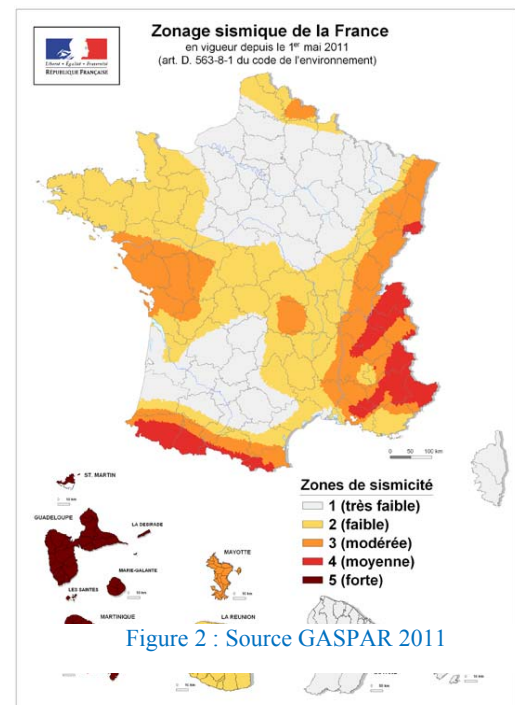 Zonage sismique de la France
en vigueur depuis le 1er mai 2011
(art. D. 563-8-1 du code de l'environnement)
Liberté • Égalité • Fraternité
RÉPUBLIQUE FRANÇAISE
0 50 100 km
Zones de sismicité
1 (très faible)
2 (faible)
3 (modérée)
4 (moyenne)
5 (forte)
ST. MARTIN
GUADELOUPE
LA DESIRADE
MARIE-GALANTE
LES SAINTES
MAYOTTE
MARTINIQUE
LA REUNION
Figure 2 : Source GASPAR 2011